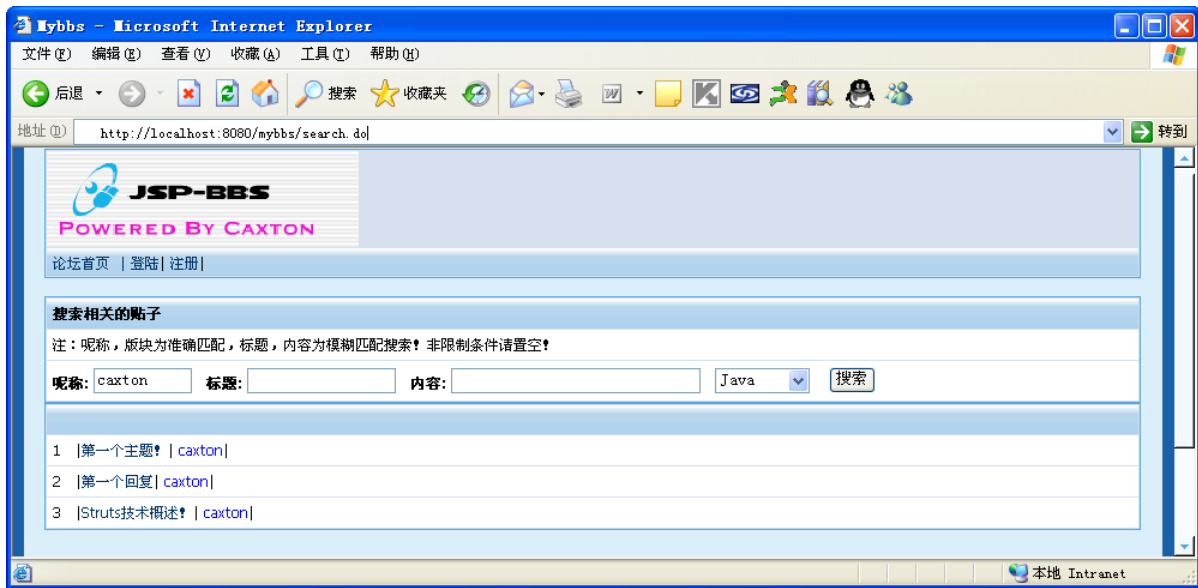 Mybbs - Microsoft Internet Explorer
文件(F) 编辑(E) 查看(V) 收藏(A) 工具(T) 帮助(H)
后退 搜索 收藏夹 W K
地址(D) http://localhost:8080/mybbs/search.do 转到
JSP-BBS
POWERED BY CAXTON
论坛首页 | 登陆| 注册|
搜索相关的贴子
注：呢称，版块为准确匹配，标题，内容为模糊匹配搜索！非限制条件请置空！
呢称: caxton 标题: 内容: Java 搜索
1 |第一个主题！ | caxton|
2 |第一个回复| caxton|
3 |Struts技术概述！ | caxton|
本地 Intranet